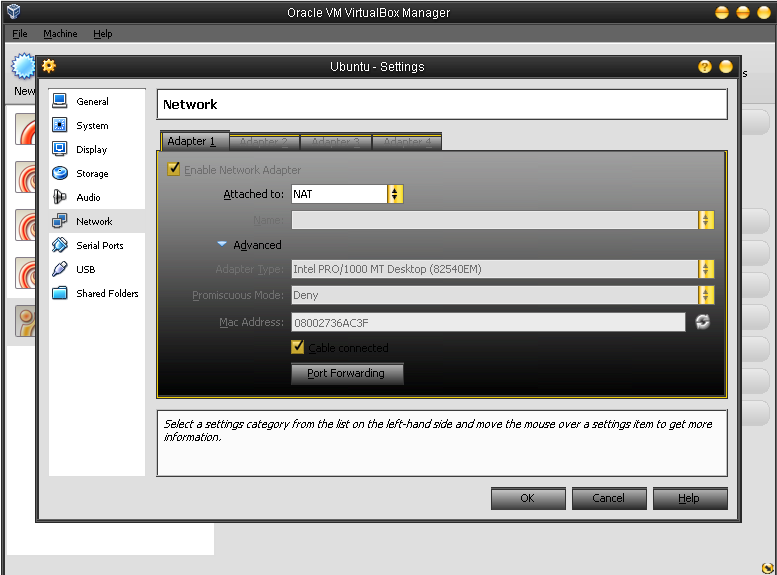 Oracle VM VirtualBox Manager
File Machine Help
New
s
Ubuntu - Settings
General
System
Display
Storage
Audio
Network
Serial Ports
USB
Shared Folders
Network
Adapter 1 Adapter 2 Adapter 3 Adapter 4
Enable Network Adapter
Attached to: NAT
Name:
Advanced
Adapter Type: Intel PRO/1000 MT Desktop (82540EM)
Promiscuous Mode: Deny
Mac Address: 08002736AC3F
Cable connected
Port Forwarding
Select a settings category from the list on the left-hand side and move the mouse over a settings item to get more
information.
OK Cancel Help